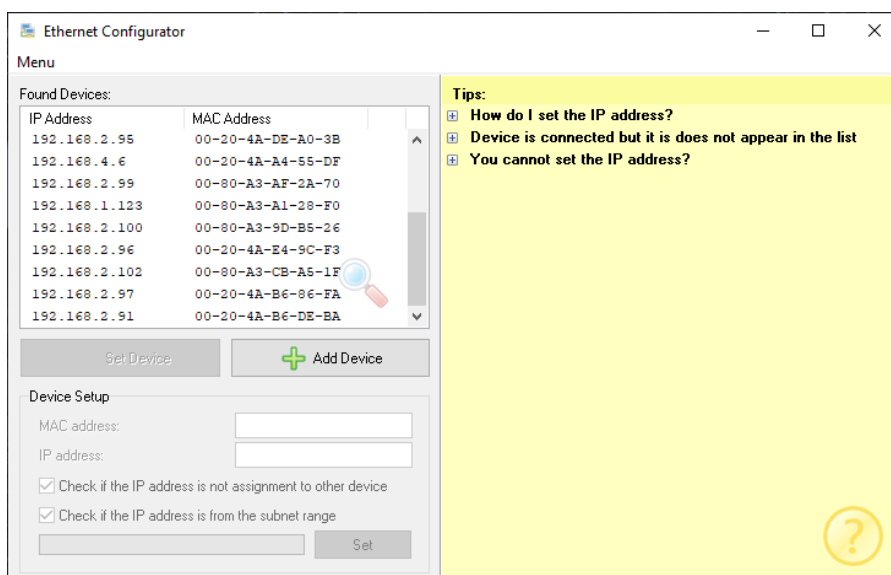 Ethernet Configurator
Menu
Found Devices:
IP Address MAC Address
192.168.2.95 00-20-4A-DE-A0-3B
192.168.4.6 00-20-4A-A4-55-DF
192.168.2.99 00-80-A3-AF-2A-70
192.168.1.123 00-80-A3-A1-28-F0
192.168.2.100 00-80-A3-9D-B5-26
192.168.2.96 00-20-4A-E4-9C-F3
192.168.2.102 00-80-A3-CB-A5-1F
192.168.2.97 00-20-4A-B6-86-FA
192.168.2.91 00-20-4A-B6-DE-BA
Set Device
Add Device
Device Setup
MAC address:
IP address:
Check if the IP address is not assignment to other device
Check if the IP address is from the subnet range
Set
Tips:
How do I set the IP address?
Device is connected but it is does not appear in the list
You cannot set the IP address?